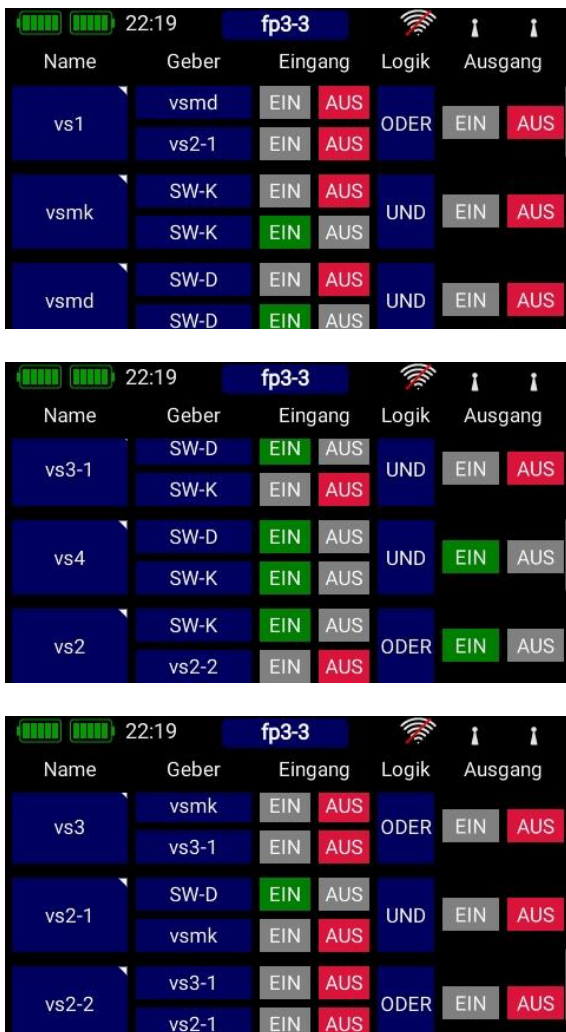 22:19 fp3-3
Name Geber Eingang Logik Ausgang
vs1 vsmd EIN AUS ODER EIN AUS
vs2-1 EIN AUS
vsmk SW-K EIN AUS UND EIN AUS
SW-K EIN AUS
vsmd SW-D EIN AUS UND EIN AUS
SW-D EIN AUS
22:19 fp3-3
Name Geber Eingang Logik Ausgang
vs3-1 SW-D EIN AUS UND EIN AUS
SW-K EIN AUS
vs4 SW-D EIN AUS UND EIN AUS
SW-K EIN AUS
vs2 SW-K EIN AUS ODER EIN AUS
vs2-2 EIN AUS
22:19 fp3-3
Name Geber Eingang Logik Ausgang
vs3 vsmk EIN AUS ODER EIN AUS
vs3-1 EIN AUS
vs2-1 SW-D EIN AUS UND EIN AUS
vsmk EIN AUS
vs2-2 vs3-1 EIN AUS ODER EIN AUS
vs2-1 EIN AUS